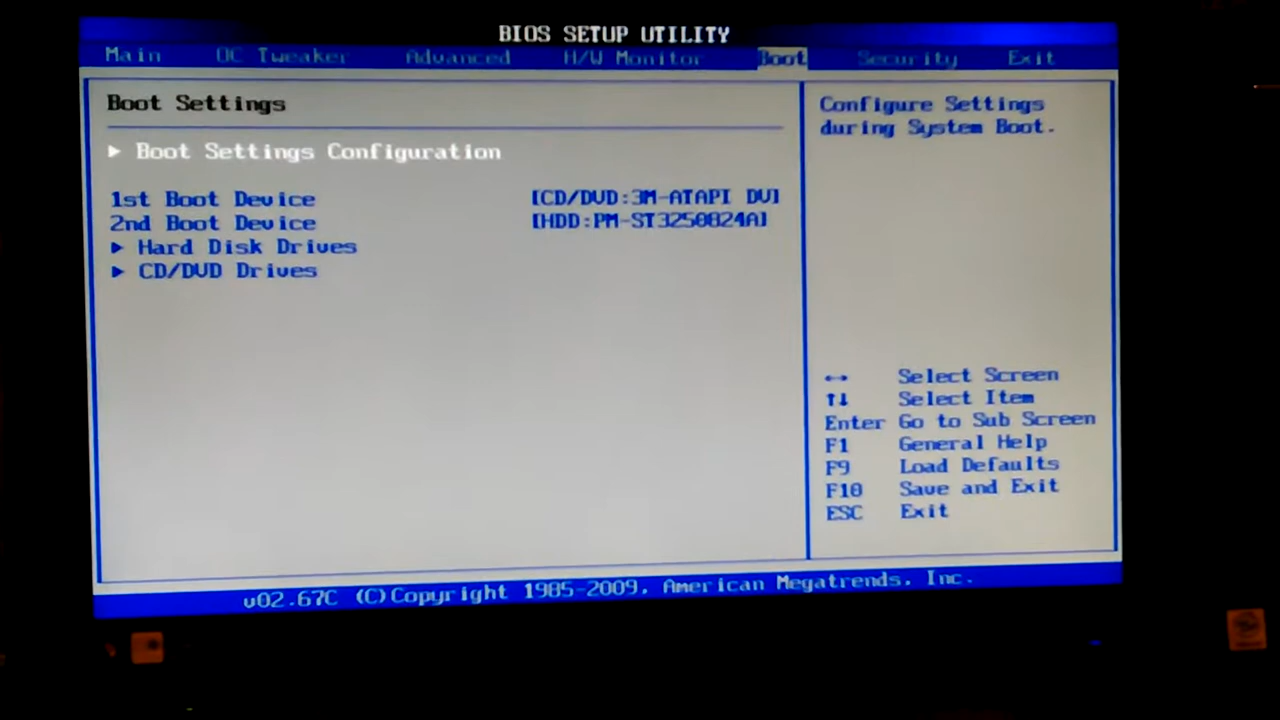 BIOS SETUP UTILITY
Main OC Tweaker Advanced H/W Monitor Boot Security Exit
Boot Settings
Boot Settings Configuration
1st Boot Device [CD/DVD:3M-ATAPI DV]
2nd Boot Device [HDD:PM-ST3250824A]
Hard Disk Drives
CD/DVD Drives
Configure Settings
during System Boot.
↔ Select Screen
↑↓ Select Item
Enter Go to Sub Screen
F1 General Help
F9 Load Defaults
F10 Save and Exit
ESC Exit
v02.67C (C)Copyright 1985-2009, American Megatrends, Inc.